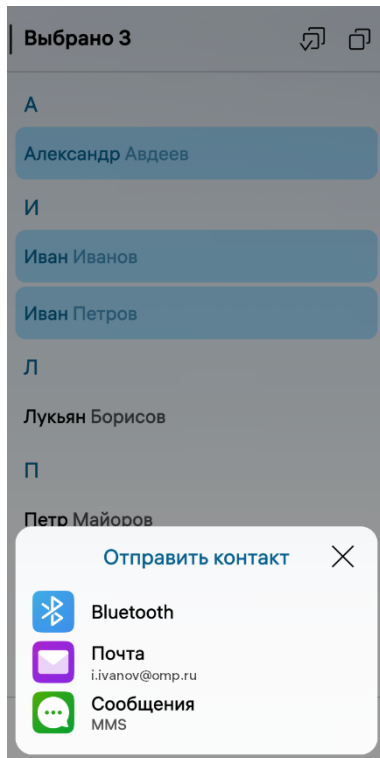 Выбрано 3
А
Александр Авдеев
И
Иван Иванов
Иван Петров
Л
Лукьян Борисов
П
Петр Майоров
Отправить контакт
Bluetooth
Почта
i.ivanov@omp.ru
Сообщения
MMS